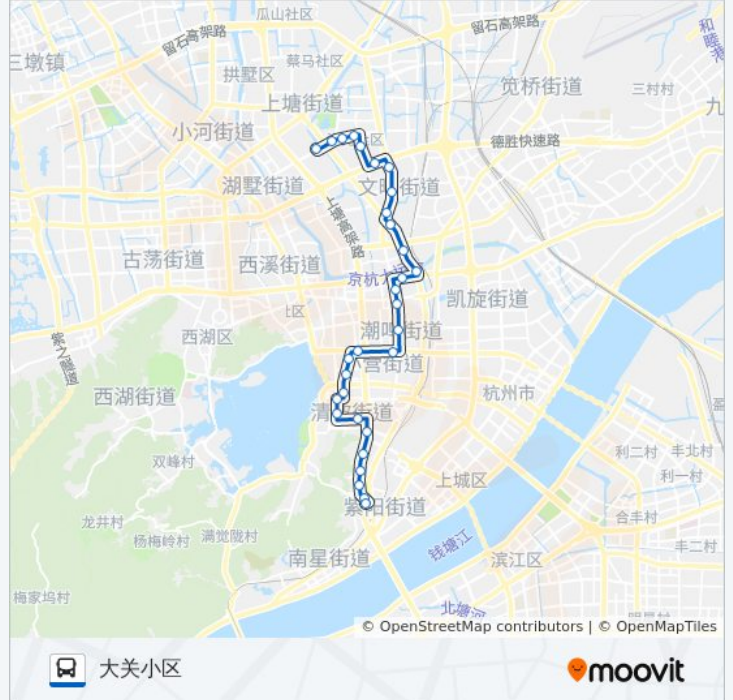 瓜山社区
留石高架路
留石高架路
和睦港
三墩镇
蔡马社区
拱墅区
笕桥街道
三村村
上塘街道
九
小河街道
德胜快速路
社区
湖墅街道
文晖街道
上塘高架路
古荡街道
西溪街道
京杭大运河
凯旋街道
社区
潮鸣街道
西湖区
紫之隧道
营街道
西湖街道
杭州市
清波街道
盈
双峰村
利二村
丰北村
上城区
利一村
紫阳街道
龙井村
满觉陇村
杨梅岭村
合丰村
钱塘江
丰二村
南星街道
滨江区
梅家坞村
北塘河
© OpenStreetMap contributors | © OpenMapTiles
大关小区
moovit